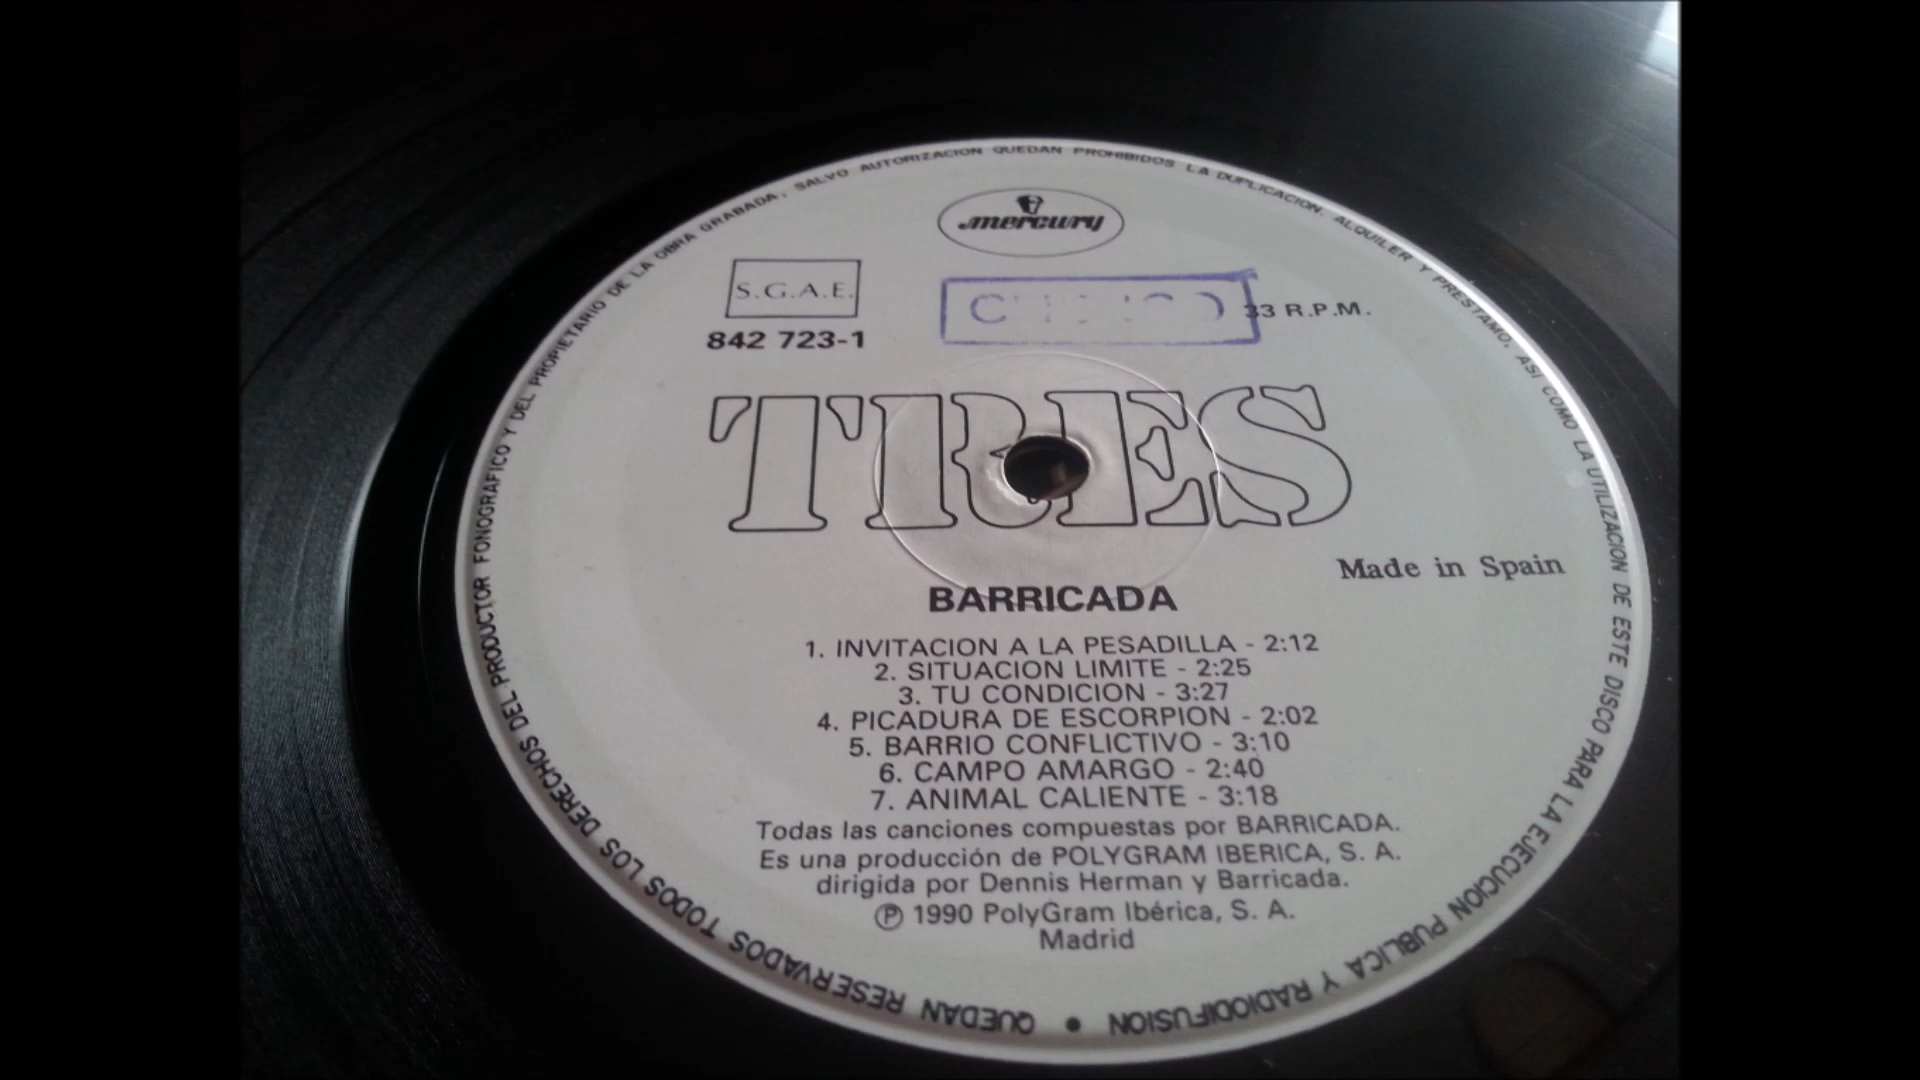 QUEDAN RESERVADOS TODOS LOS DERECHOS DEL PRODUCTOR FONOGRAFICO Y DEL PROPIETARIO DE LA OBRA GRABADA, SALVO AUTORIZACION QUEDAN PROHIBIDOS LA DUPLICACION, ALQUILER Y PRESTAMO, ASI COMO LA UTILIZACION DE ESTE DISCO PARA LA EJECUCION PUBLICA Y RADIODIFUSION •
mercury
S.G.A.E.
842 723-1
33 R.P.M.
TRES
Made in Spain
BARRICADA
1. INVITACION A LA PESADILLA - 2:12
2. SITUACION LIMITE - 2:25
3. TU CONDICION - 3:27
4. PICADURA DE ESCORPION - 2:02
5. BARRIO CONFLICTIVO - 3:10
6. CAMPO AMARGO - 2:40
7. ANIMAL CALIENTE - 3:18
Todas las canciones compuestas por BARRICADA.
Es una producción de POLYGRAM IBERICA, S. A.
dirigida por Dennis Herman y Barricada.
Ⓟ 1990 PolyGram Ibérica, S. A.
Madrid